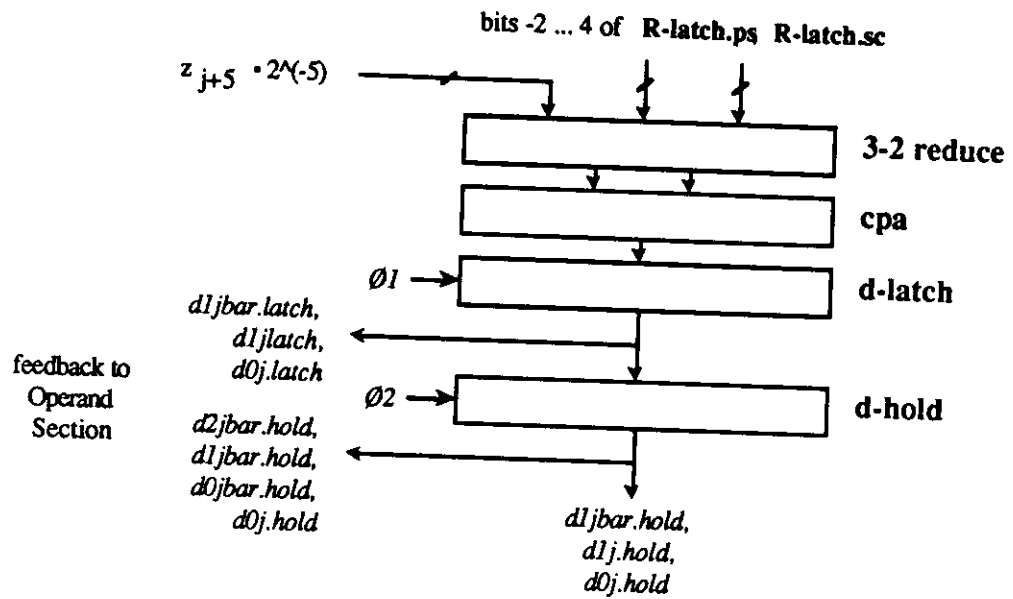 bits -2 ... 4 of R-latch.ps R-latch.sc
z j+5 • 2^(-5)
3-2 reduce
cpa
Ø1
d-latch
d1jbar.latch,
d1jlatch,
d0j.latch
feedback to
Operand
Section
Ø2
d-hold
d2jbar.hold,
d1jbar.hold,
d0jbar.hold,
d0j.hold
d1jbar.hold,
d1j.hold,
d0j.hold